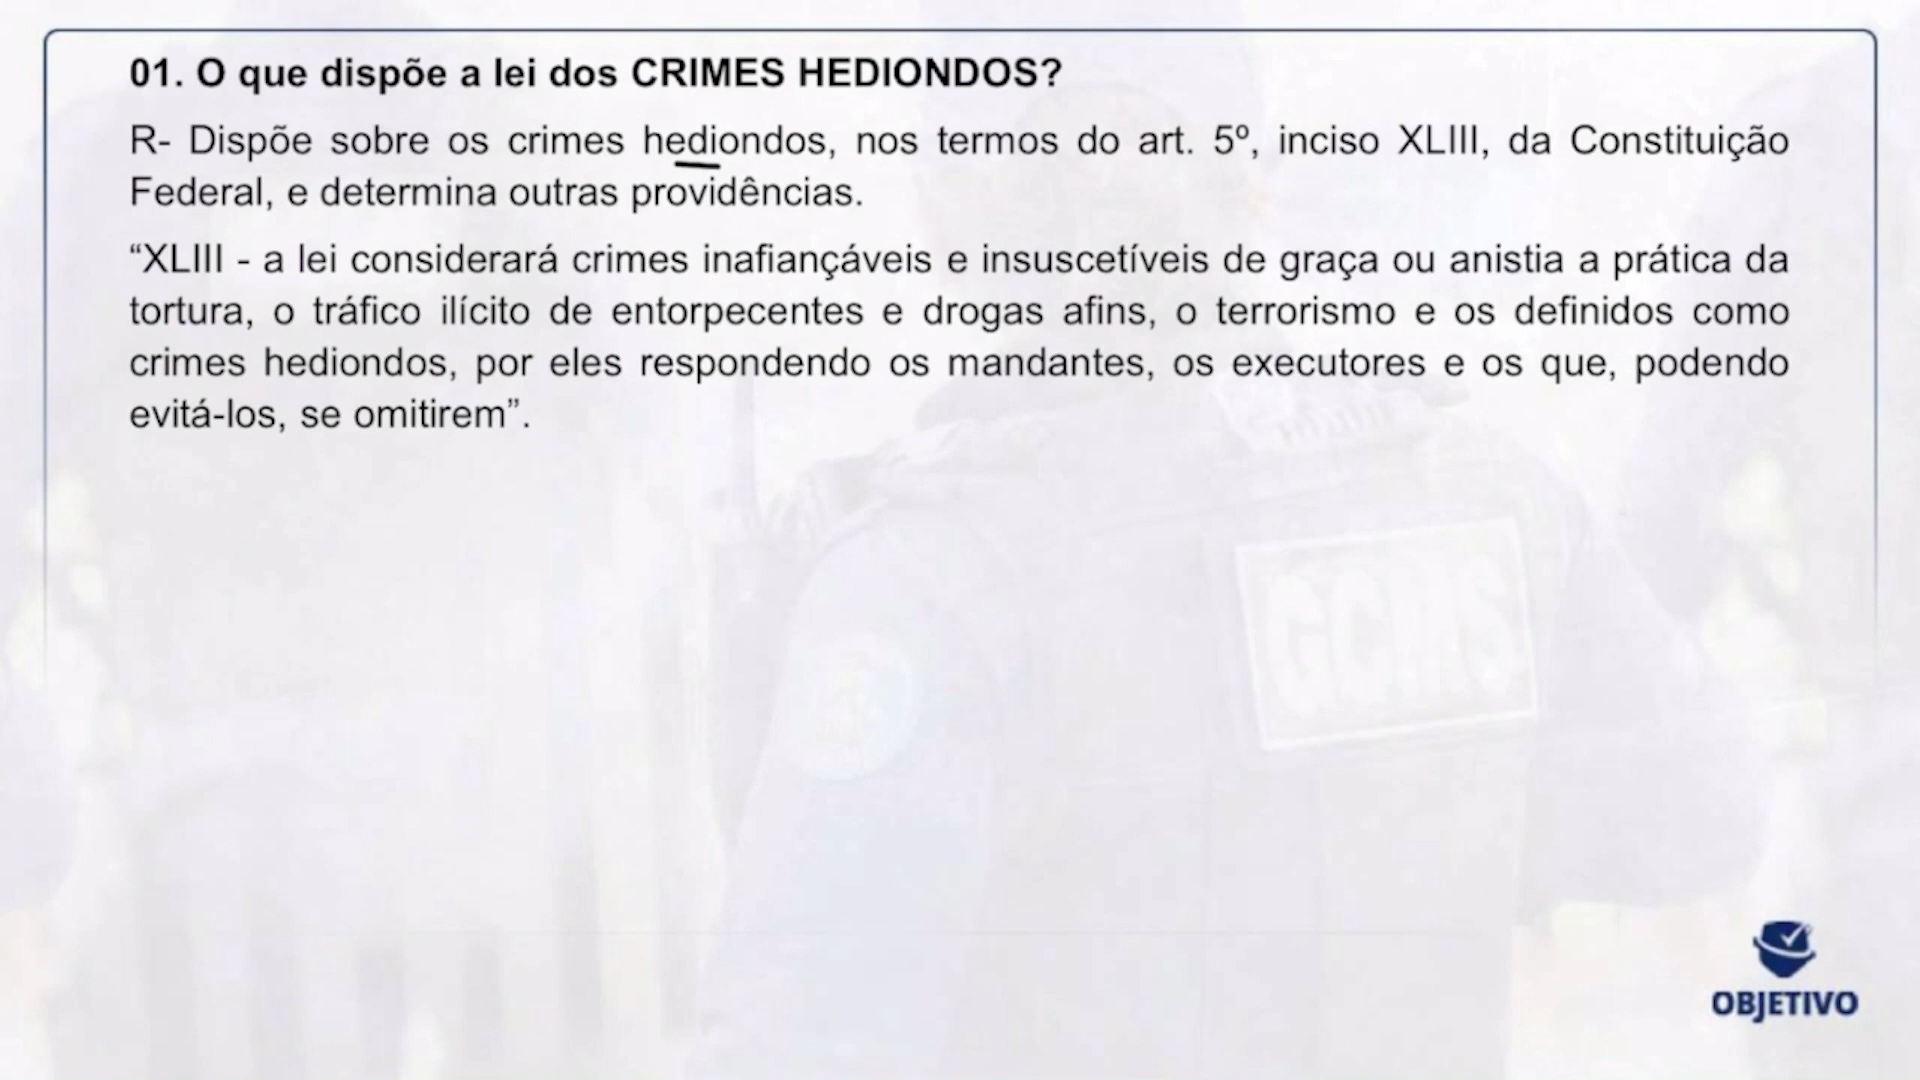 01. O que dispõe a lei dos CRIMES HEDIONDOS?
R- Dispõe sobre os crimes hediondos, nos termos do art. 5º, inciso XLIII, da Constituição
Federal, e determina outras providências.
“XLIII - a lei considerará crimes inafiançáveis e insuscetíveis de graça ou anistia a prática da
tortura, o tráfico ilícito de entorpecentes e drogas afins, o terrorismo e os definidos como
crimes hediondos, por eles respondendo os mandantes, os executores e os que, podendo
evitá-los, se omitirem”.
OBJETIVO